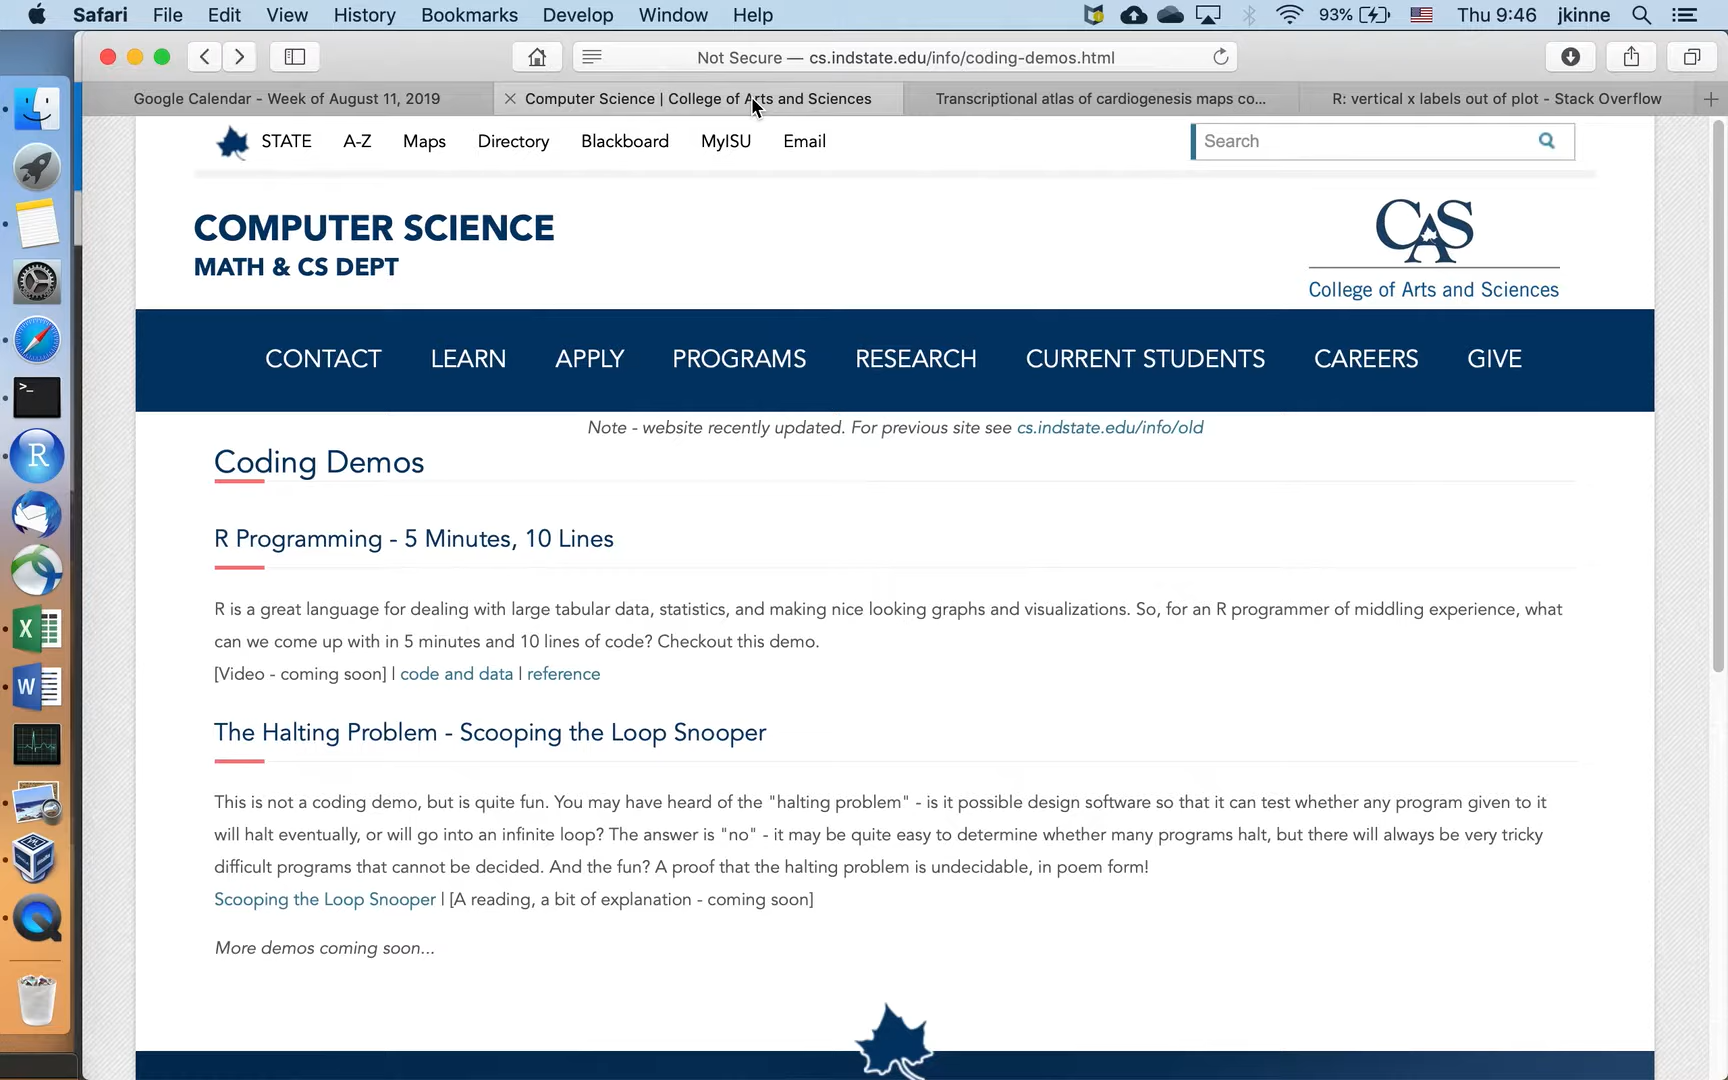 Safari File Edit View History Bookmarks Develop Window Help 93% Thu 9:46 jkinne
Not Secure — cs.indstate.edu/info/coding-demos.html
Google Calendar - Week of August 11, 2019
Computer Science | College of Arts and Sciences
Transcriptional atlas of cardiogenesis maps co...
R: vertical x labels out of plot - Stack Overflow
STATE A-Z Maps Directory Blackboard MyISU Email
Search
COMPUTER SCIENCE
MATH & CS DEPT
CAS
College of Arts and Sciences
CONTACT LEARN APPLY PROGRAMS RESEARCH CURRENT STUDENTS CAREERS GIVE
Note - website recently updated. For previous site see cs.indstate.edu/info/old
Coding Demos
R Programming - 5 Minutes, 10 Lines
R is a great language for dealing with large tabular data, statistics, and making nice looking graphs and visualizations. So, for an R programmer of middling experience, what
can we come up with in 5 minutes and 10 lines of code? Checkout this demo.
[Video - coming soon] | code and data | reference
The Halting Problem - Scooping the Loop Snooper
This is not a coding demo, but is quite fun. You may have heard of the "halting problem" - is it possible design software so that it can test whether any program given to it
will halt eventually, or will go into an infinite loop? The answer is "no" - it may be quite easy to determine whether many programs halt, but there will always be very tricky
difficult programs that cannot be decided. And the fun? A proof that the halting problem is undecidable, in poem form!
Scooping the Loop Snooper | [A reading, a bit of explanation - coming soon]
More demos coming soon...